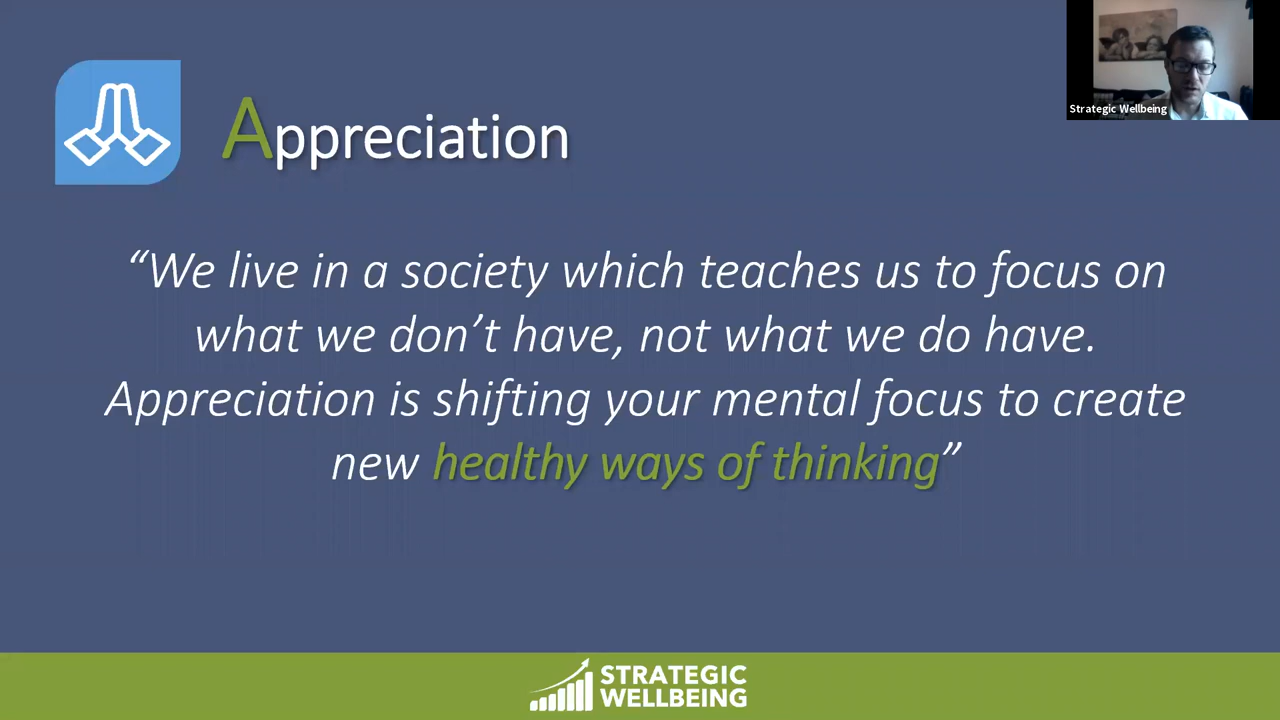 Strategic Wellbeing
Appreciation
“We live in a society which teaches us to focus on
what we don’t have, not what we do have.
Appreciation is shifting your mental focus to create
new healthy ways of thinking”
STRATEGIC
WELLBEING